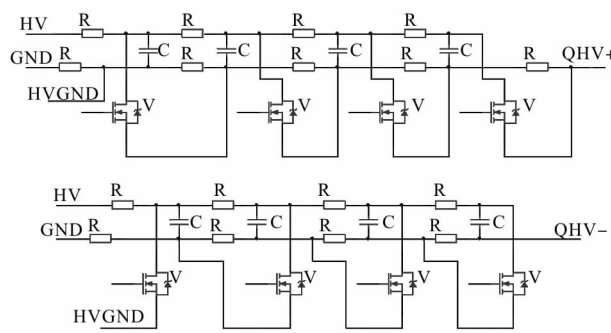 HV R R R R
C C C C
GND R R R R R QHV+
HVGND V V V V
HV R R R R
C C C C
GND R R R R QHV-
V V V V
HVGND